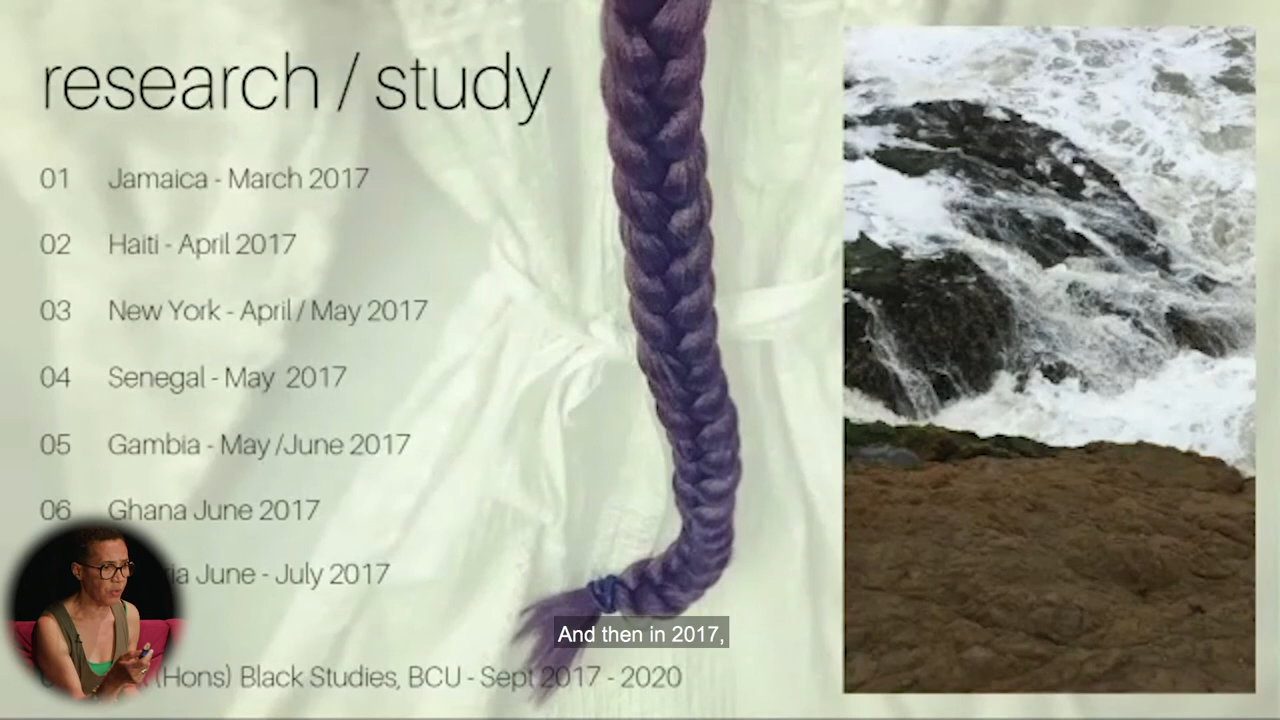 research / study
01 Jamaica - March 2017
02 Haiti - April 2017
03 New York - April / May 2017
04 Senegal - May 2017
05 Gambia - May /June 2017
06 Ghana June 2017
June - July 2017
And then in 2017,
(Hons) Black Studies, BCU - Sept 2017 - 2020